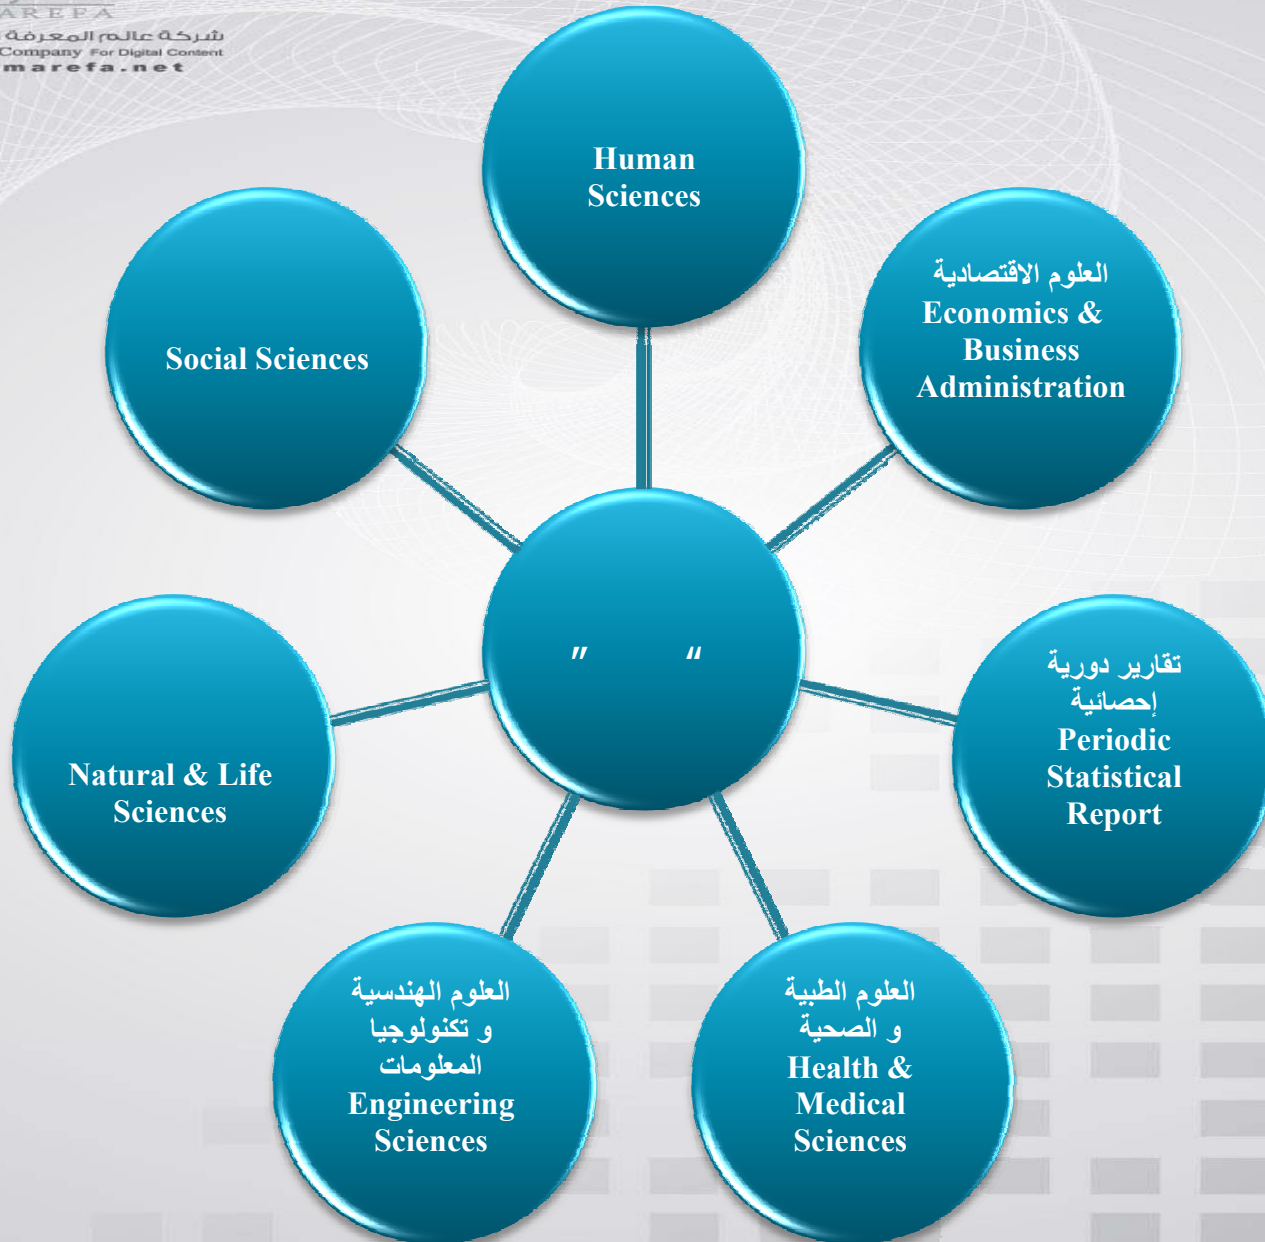 AREFA
شركة عالم المعرفة
Company For Digital Content
marefa.net
Human
Sciences
العلوم الاقتصادية
Economics &
Business
Administration
Social Sciences
" "
تقارير دورية
إحصائية
Periodic
Statistical
Report
Natural & Life
Sciences
العلوم الطبية
و الصحية
Health &
Medical
Sciences
العلوم الهندسية
و تكنولوجيا
المعلومات
Engineering
Sciences